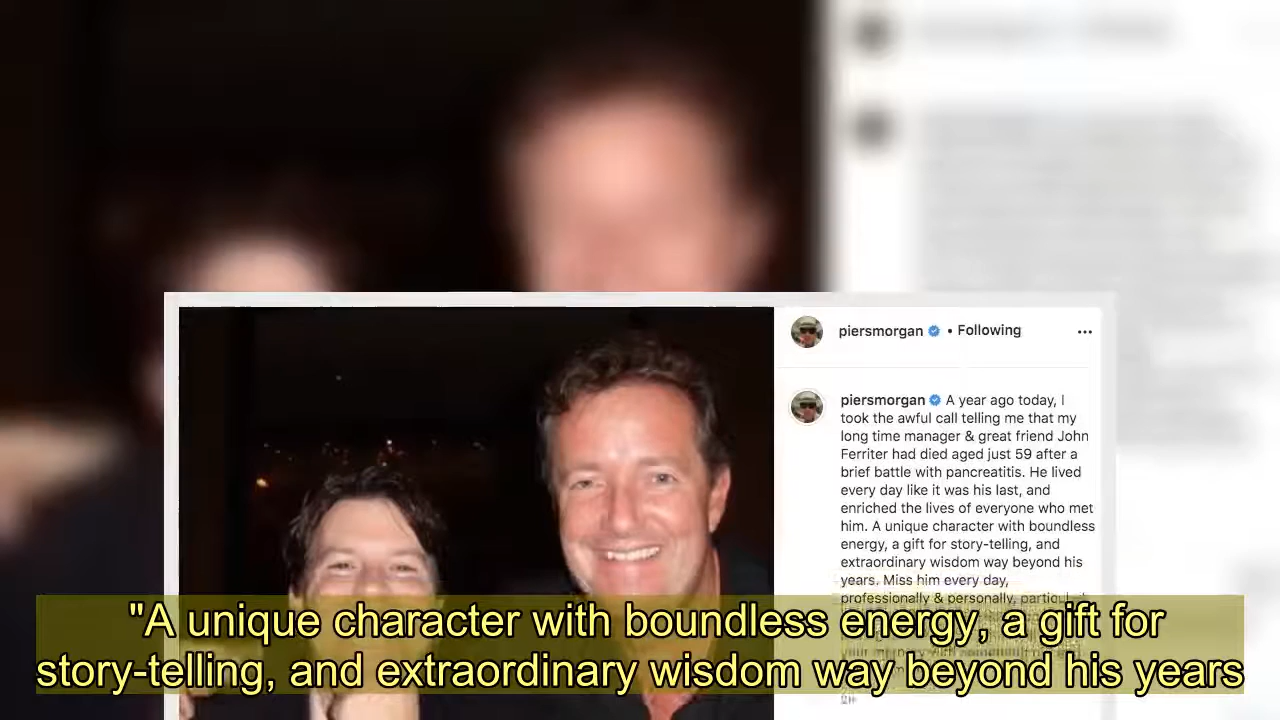 piersmorgan • Following
piersmorgan A year ago today, I
took the awful call telling me that my
long time manager & great friend John
Ferriter had died aged just 59 after a
brief battle with pancreatitis. He lived
every day like it was his last, and
enriched the lives of everyone who met
him. A unique character with boundless
energy, a gift for story-telling, and
extraordinary wisdom way beyond his
years. Miss him every day,
professionally & personally,
"A unique character with boundless energy, a gift for
story-telling, and extraordinary wisdom way beyond his years